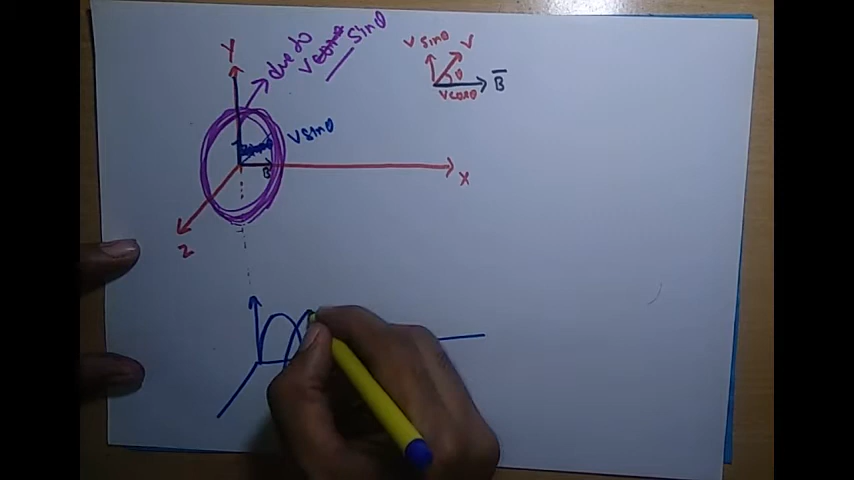 Y
due to
V Sinθ
V Sinθ
B
X
Z
V Sinθ
V
θ
B̅
V cosθ